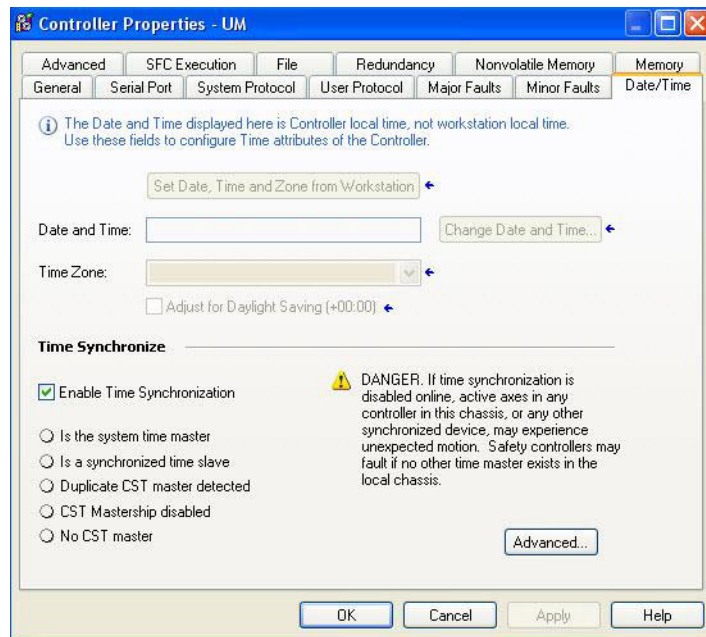 Controller Properties - UM
Advanced SFC Execution File Redundancy Nonvolatile Memory Memory
General Serial Port System Protocol User Protocol Major Faults Minor Faults Date/Time
The Date and Time displayed here is Controller local time, not workstation local time.
Use these fields to configure Time attributes of the Controller.
Set Date, Time and Zone from Workstation
Date and Time: Change Date and Time...
Time Zone:
Adjust for Daylight Saving (+00:00)
Time Synchronize
Enable Time Synchronization
Is the system time master
Is a synchronized time slave
Duplicate CST master detected
CST Mastership disabled
No CST master
DANGER. If time synchronization is
disabled online, active axes in any
controller in this chassis, or any other
synchronized device, may experience
unexpected motion. Safety controllers may
fault if no other time master exists in the
local chassis.
Advanced...
OK Cancel Apply Help